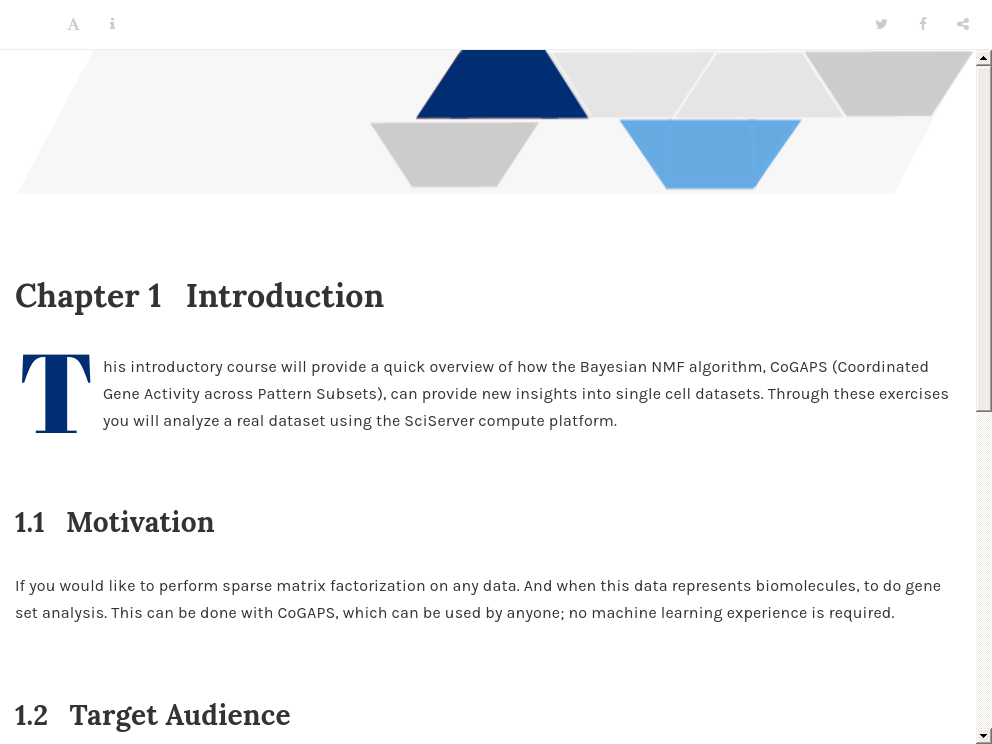 Chapter 1 Introduction
This introductory course will provide a quick overview of how the Bayesian NMF algorithm, CoGAPS (Coordinated
Gene Activity across Pattern Subsets), can provide new insights into single cell datasets. Through these exercises
you will analyze a real dataset using the SciServer compute platform.
1.1 Motivation
If you would like to perform sparse matrix factorization on any data. And when this data represents biomolecules, to do gene
set analysis. This can be done with CoGAPS, which can be used by anyone; no machine learning experience is required.
1.2 Target Audience